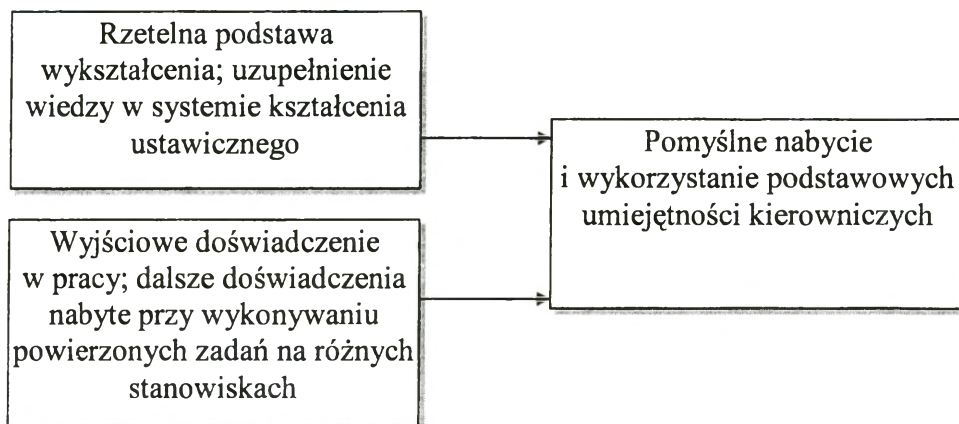 Rzetelna podstawa
wykształcenia; uzupełnienie
wiedzy w systemie kształcenia
ustawicznego
Wyjściowe doświadczenie
w pracy; dalsze doświadczenia
nabyte przy wykonywaniu
powierzonych zadań na różnych
stanowiskach
Pomyślne nabycie
i wykorzystanie podstawowych
umiejętności kierowniczych